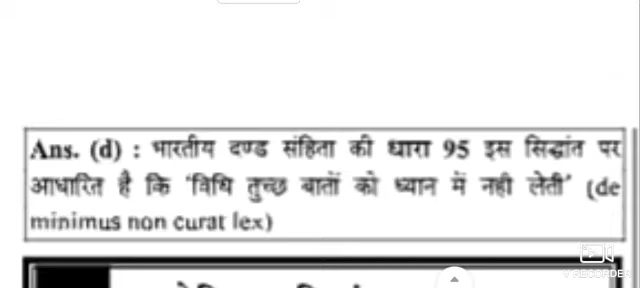 Ans. (d) : भारतीय दण्ड संहिता की धारा 95 इस सिद्धांत पर
आधारित है कि 'विधि तुच्छ बातों को ध्यान में नही लेती' (de
minimus non curat lex)